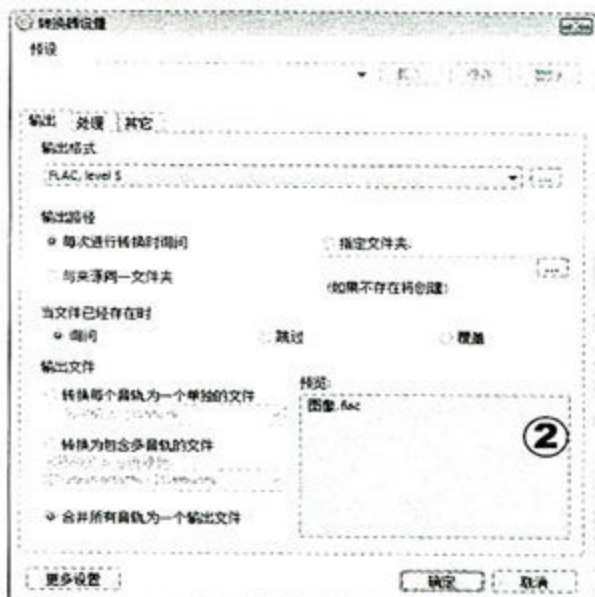 转换器设置
预设
输出 处理 其它
输出格式
FLAC, level 5
...
输出路径
每次进行转换时询问
指定文件夹:
与来源同一文件夹
...
(如果不存在将创建)
当文件已经存在时
询问 跳过 覆盖
输出文件
预览:
转换每个音轨为一个单独的文件
图象.flac
转换为包含多音轨的文件
②
合并所有音轨为一个输出文件
更多设置 确定 取消